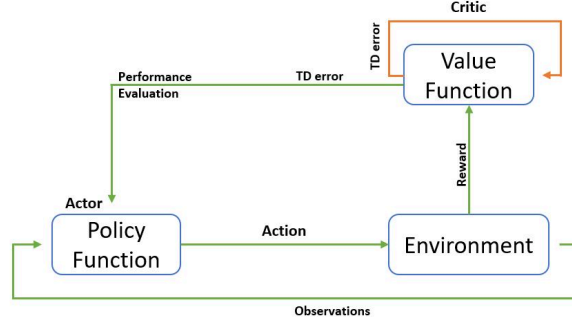 Critic
TD error
Value
Function
Performance
TD error
Evaluation
Reward
Actor
Policy
Function
Action
Environment
Observations